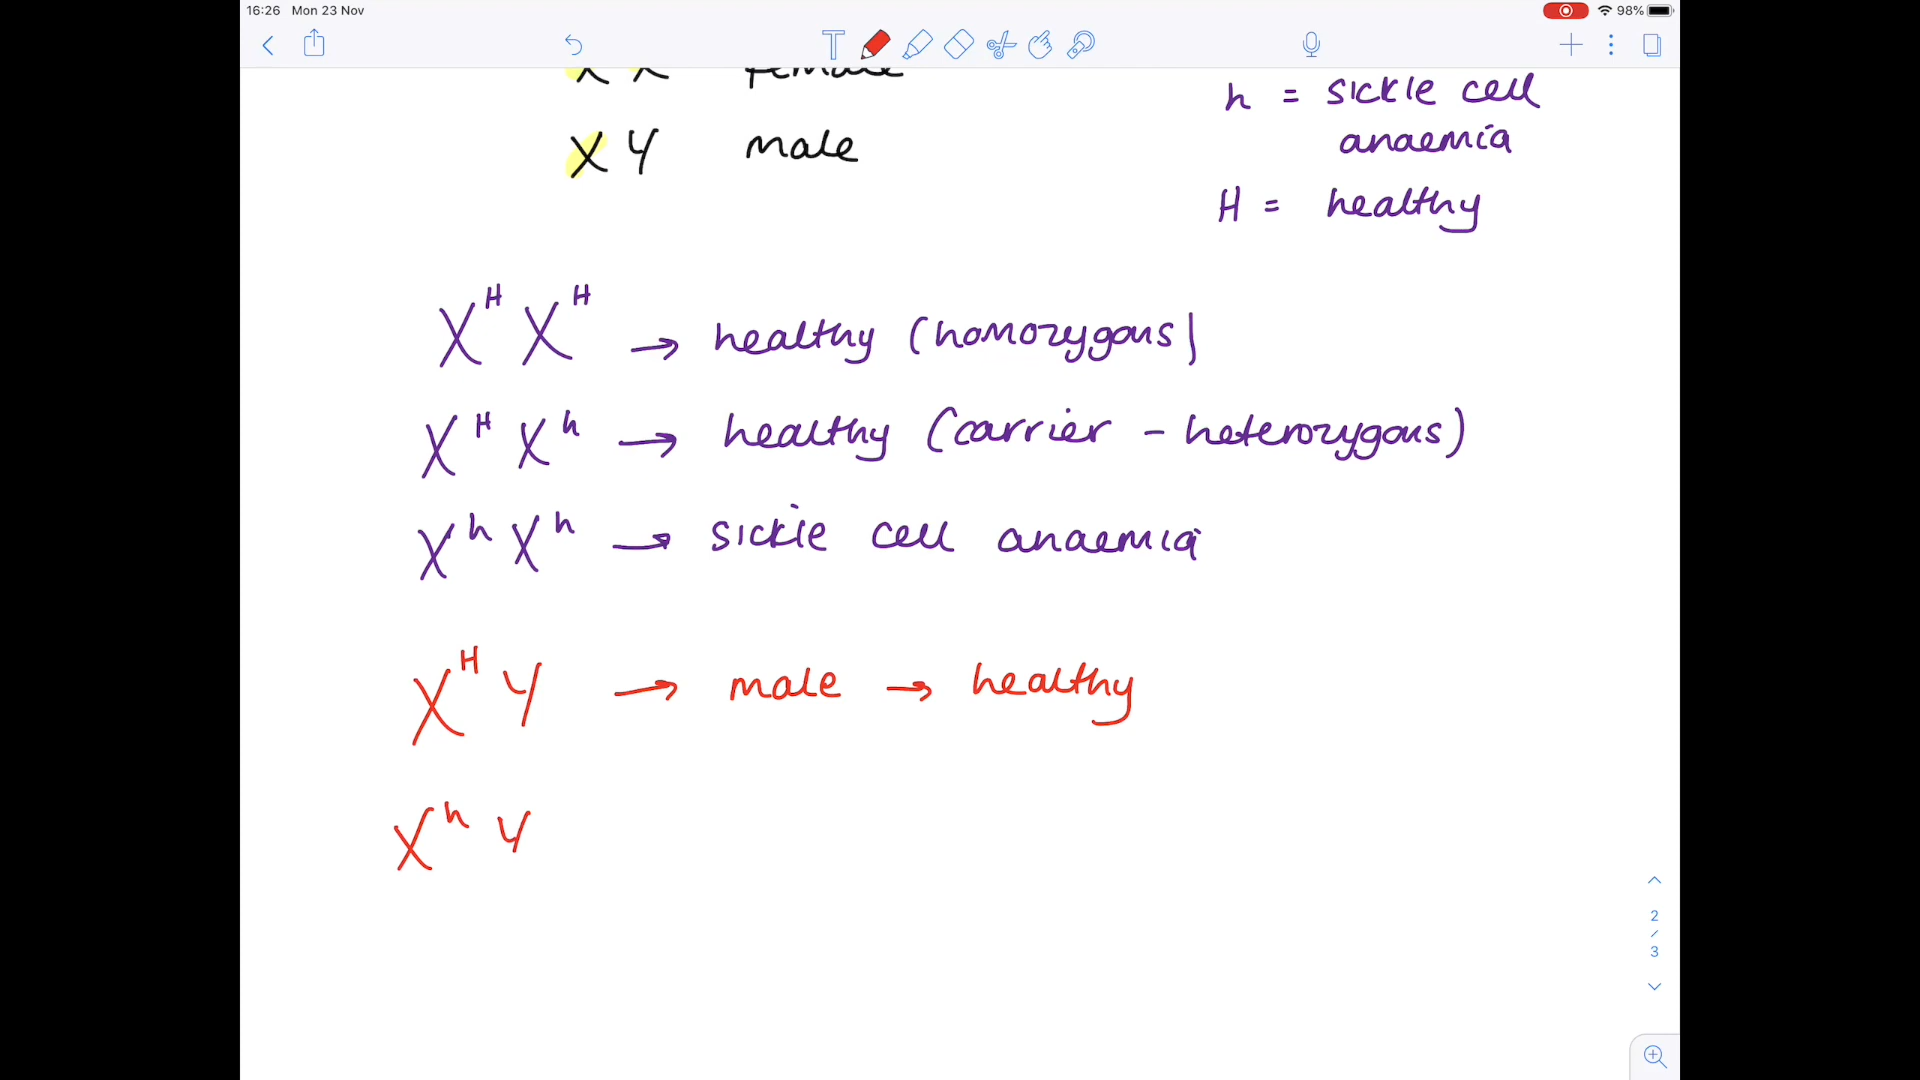 16:26 Mon 23 Nov
98%
T
X X female
X Y male
h = sickle cell
anaemia
H = healthy
X^H X^H → healthy (homozygous)
X^H X^h → healthy (carrier - heterozygous)
X^h X^h → sickle cell anaemia
X^H Y → male → healthy
X^h Y
2
/
3